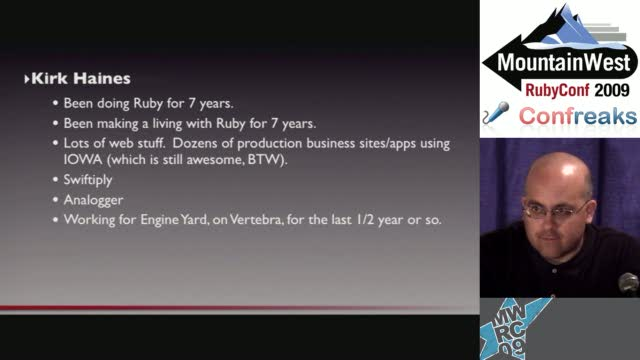 Kirk Haines
• Been doing Ruby for 7 years.
• Been making a living with Ruby for 7 years.
• Lots of web stuff. Dozens of production business sites/apps using
IOWA (which is still awesome, BTW).
• Swiftiply
• Analogger
• Working for Engine Yard, on Vertebra, for the last 1/2 year or so.
MountainWest
RubyConf 2009
Confreaks
MW
RC
09